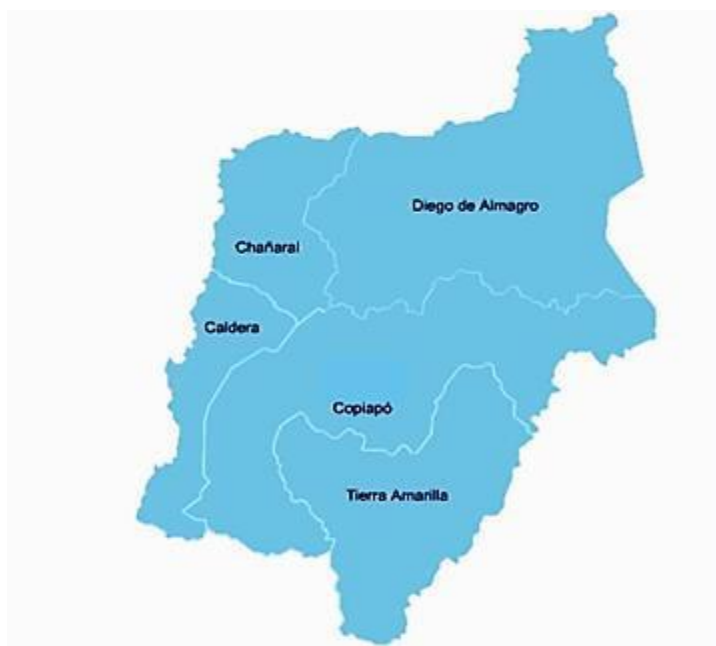 Diego de Almagro
Chañaral
Caldera
Copiapó
Tierra Amarilla